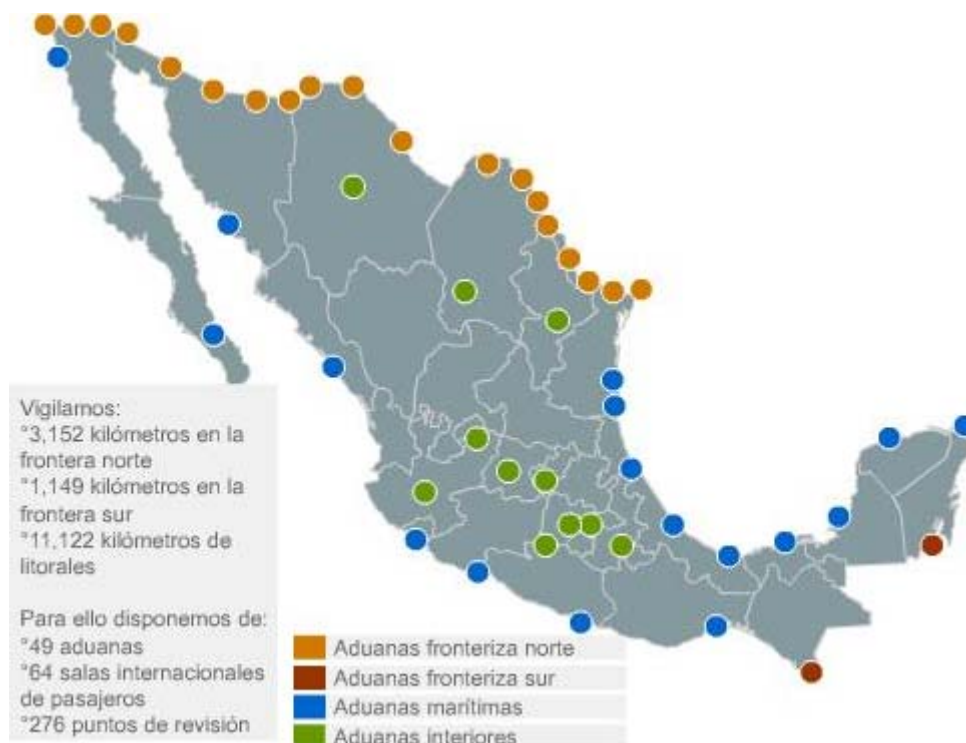 Vigilamos:
°3,152 kilómetros en la
frontera norte
°1,149 kilómetros en la
frontera sur
°11,122 kilómetros de
litorales
Para ello disponemos de:
°49 aduanas
°64 salas internacionales
de pasajeros
°276 puntos de revisión
Aduanas fronteriza norte
Aduanas fronteriza sur
Aduanas marítimas
Aduanas interiores